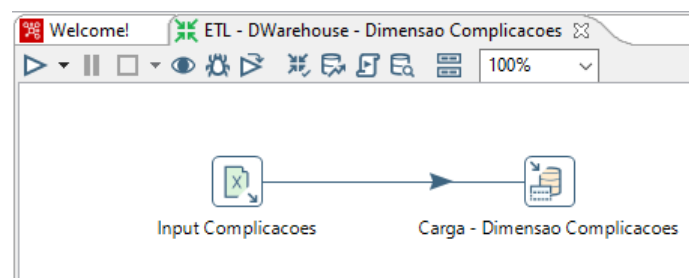 Welcome!
ETL - DWarehouse - Dimensao Complicacoes
100%
Input Complicacoes
Carga - Dimensao Complicacoes